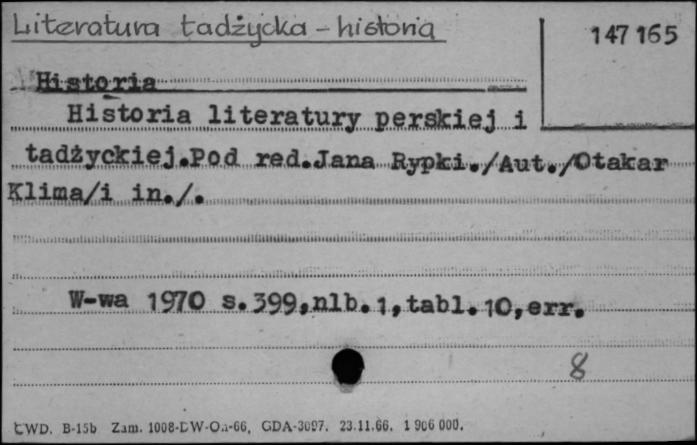 Literatura tadżycka - historia
147 165
Historia
Historia literatury perskiej i
tadżyckiej.Pod red.Jana Rypki./Aut./Otakar
Klima/i in./.
W-wa 1970 s.399,nlb.1,tabl.10,err.
8
CWD. B-15b Zam. 1008-DW-On-66, GDA-3097. 23.11.66. 1 906 000.